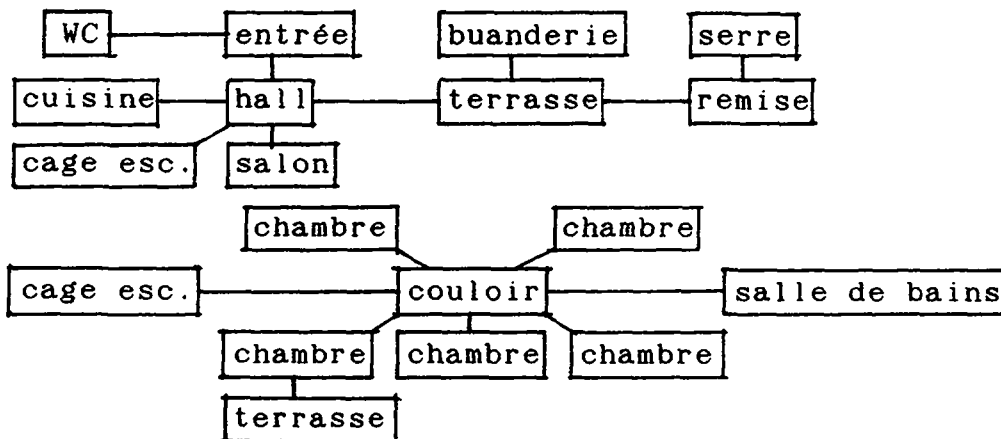 WC entrée buanderie serre
cuisine hall terrasse remise
cage esc. salon
chambre chambre
cage esc. couloir salle de bains
chambre chambre chambre
terrasse